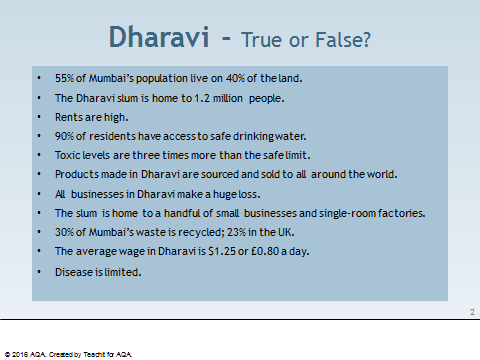 Dharavi - True or False?
• 55% of Mumbai's population live on 40% of the land.
• The Dharavi slum is home to 1.2 million people.
• Rents are high.
• 90% of residents have access to safe drinking water.
• Toxic levels are three times more than the safe limit.
• Products made in Dharavi are sourced and sold to all around the world.
• All businesses in Dharavi make a huge loss.
• The slum is home to a handful of small businesses and single-room factories.
• 30% of Mumbai's waste is recycled; 23% in the UK.
• The average wage in Dharavi is $1.25 or £0.80 a day.
• Disease is limited.
2
© 2016 AQA. Created by Teachit for AQA